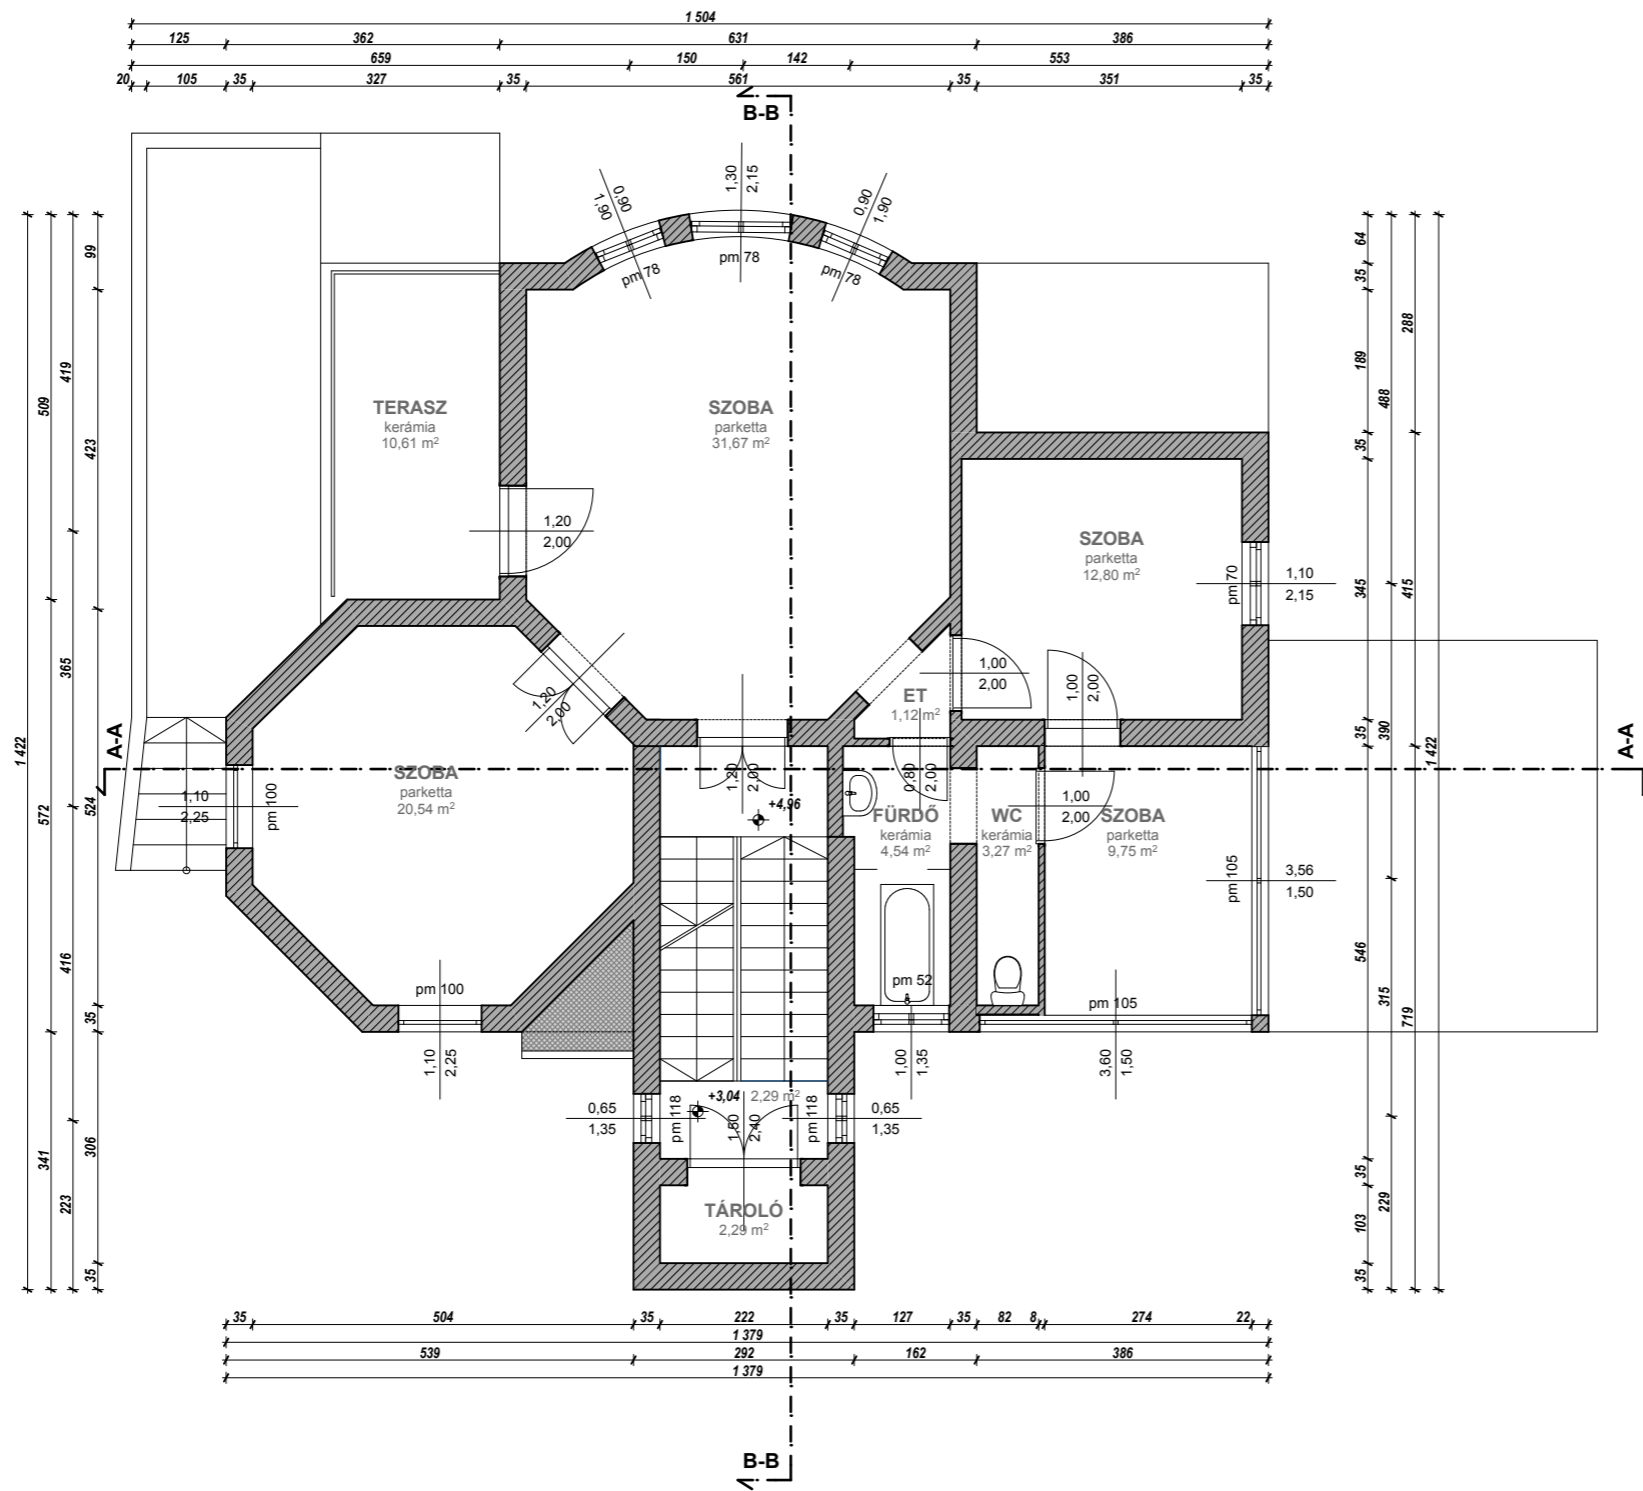 1 504
125 362 631 386
659 150 142 553
20 105 35 327 35 561 35 351 35
B-B
1,30
2,15
0,90
1,90
0,90
1,90
pm 78
pm 78
pm 78
TERASZ
kerámia
10,61 m²
SZOBA
parketta
31,67 m²
1,20
2,00
SZOBA
parketta
12,80 m²
pm 70
1,10
2,15
1,00
2,00
1,00
2,00
ET
1,12 m²
1,20
2,00
A-A
A-A
SZOBA
parketta
20,54 m²
1,10
2,25
pm 100
1,20
2,00
+4,96
0,80
2,00
FÜRDŐ
kerámia
4,54 m²
WC
kerámia
3,27 m²
1,00
2,00
SZOBA
parketta
9,75 m²
pm 105
3,56
1,50
pm 100
1,10
2,25
pm 52
1,00
1,35
pm 105
3,60
1,50
+3,04 2,29 m²
0,65
1,35
pm 118
1,50
2,40
pm 118
0,65
1,35
TÁROLÓ
2,29 m²
1 422
509 572 341
419 365 416 223
99 423 524 35 306 35
64 35 189 35 345 35 546 35 103 35
488 390 315 229
288 415 719
1 422
35 504 35 222 35 127 35 82 8 274 22
1 379
539 292 162 386
1 379
B-B